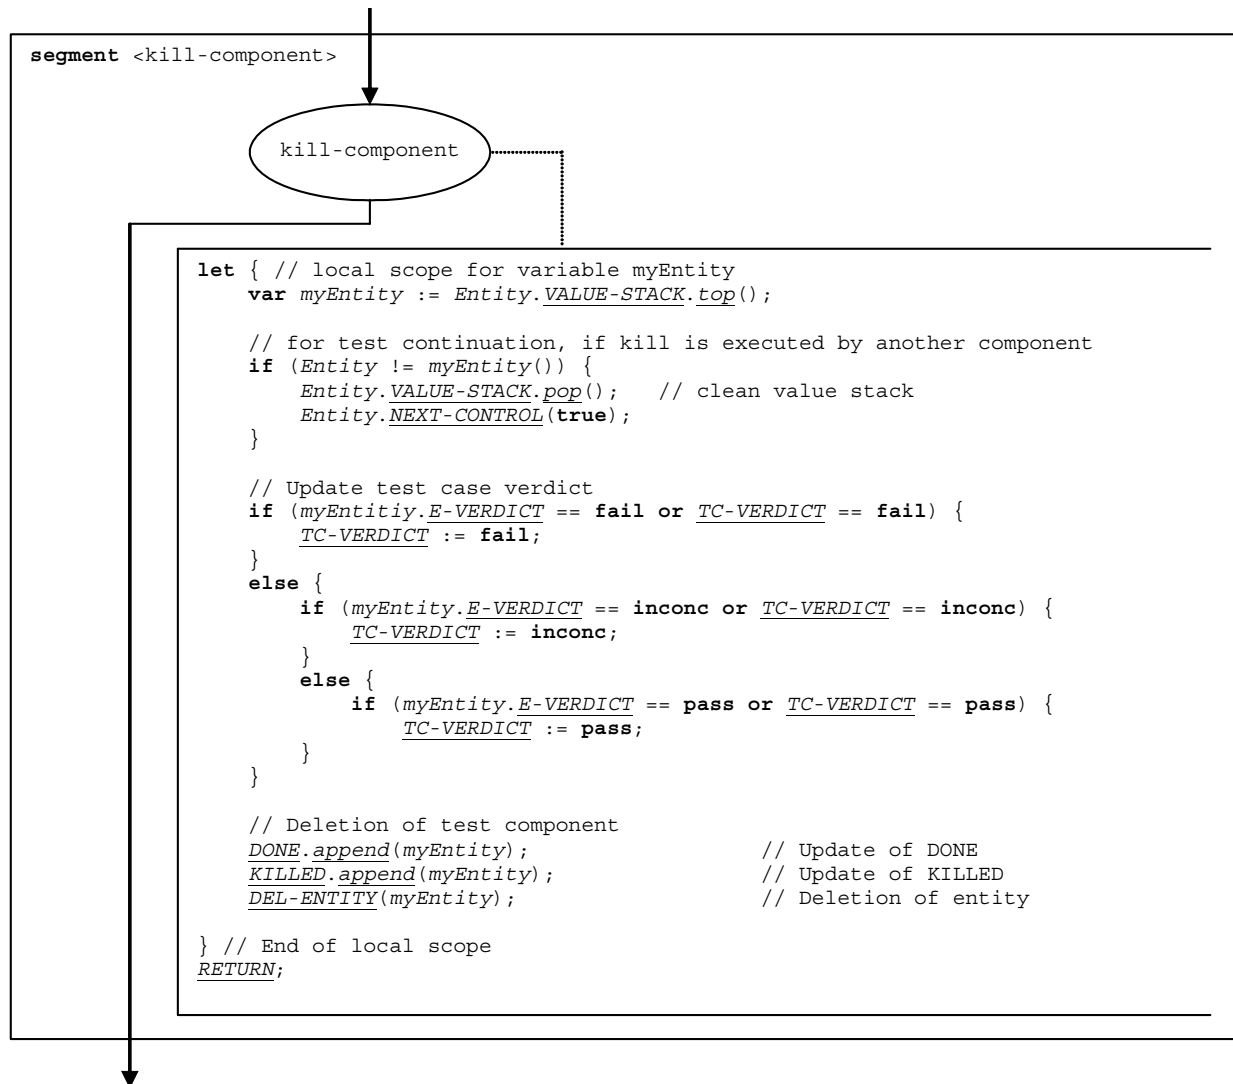 segment <kill-component>
kill-component
let { // local scope for variable myEntity
var myEntity := Entity.VALUE-STACK.top();
// for test continuation, if kill is executed by another component
if (Entity != myEntity()) {
Entity.VALUE-STACK.pop(); // clean value stack
Entity.NEXT-CONTROL(true);
}
// Update test case verdict
if (myEntitiy.E-VERDICT == fail or TC-VERDICT == fail) {
TC-VERDICT := fail;
}
else {
if (myEntity.E-VERDICT == inconc or TC-VERDICT == inconc) {
TC-VERDICT := inconc;
}
else {
if (myEntity.E-VERDICT == pass or TC-VERDICT == pass) {
TC-VERDICT := pass;
}
}
// Deletion of test component
DONE.append(myEntity); // Update of DONE
KILLED.append(myEntity); // Update of KILLED
DEL-ENTITY(myEntity); // Deletion of entity
} // End of local scope
RETURN;